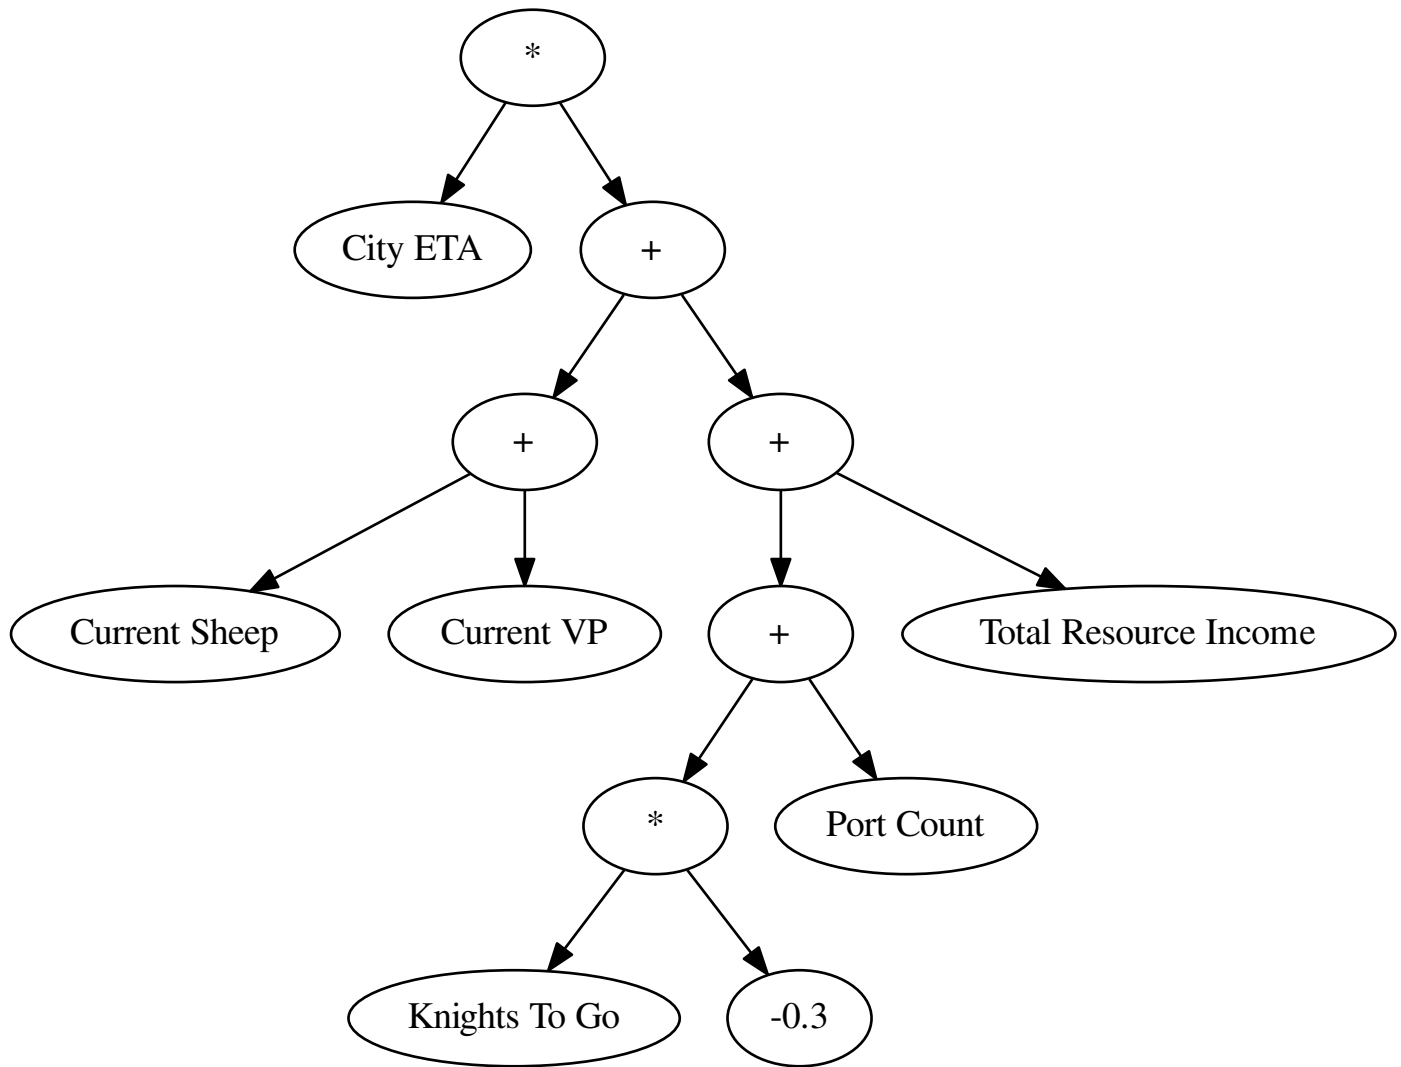 *
City ETA
+
+
+
Current Sheep
Current VP
+
Total Resource Income
*
Port Count
Knights To Go
-0.3